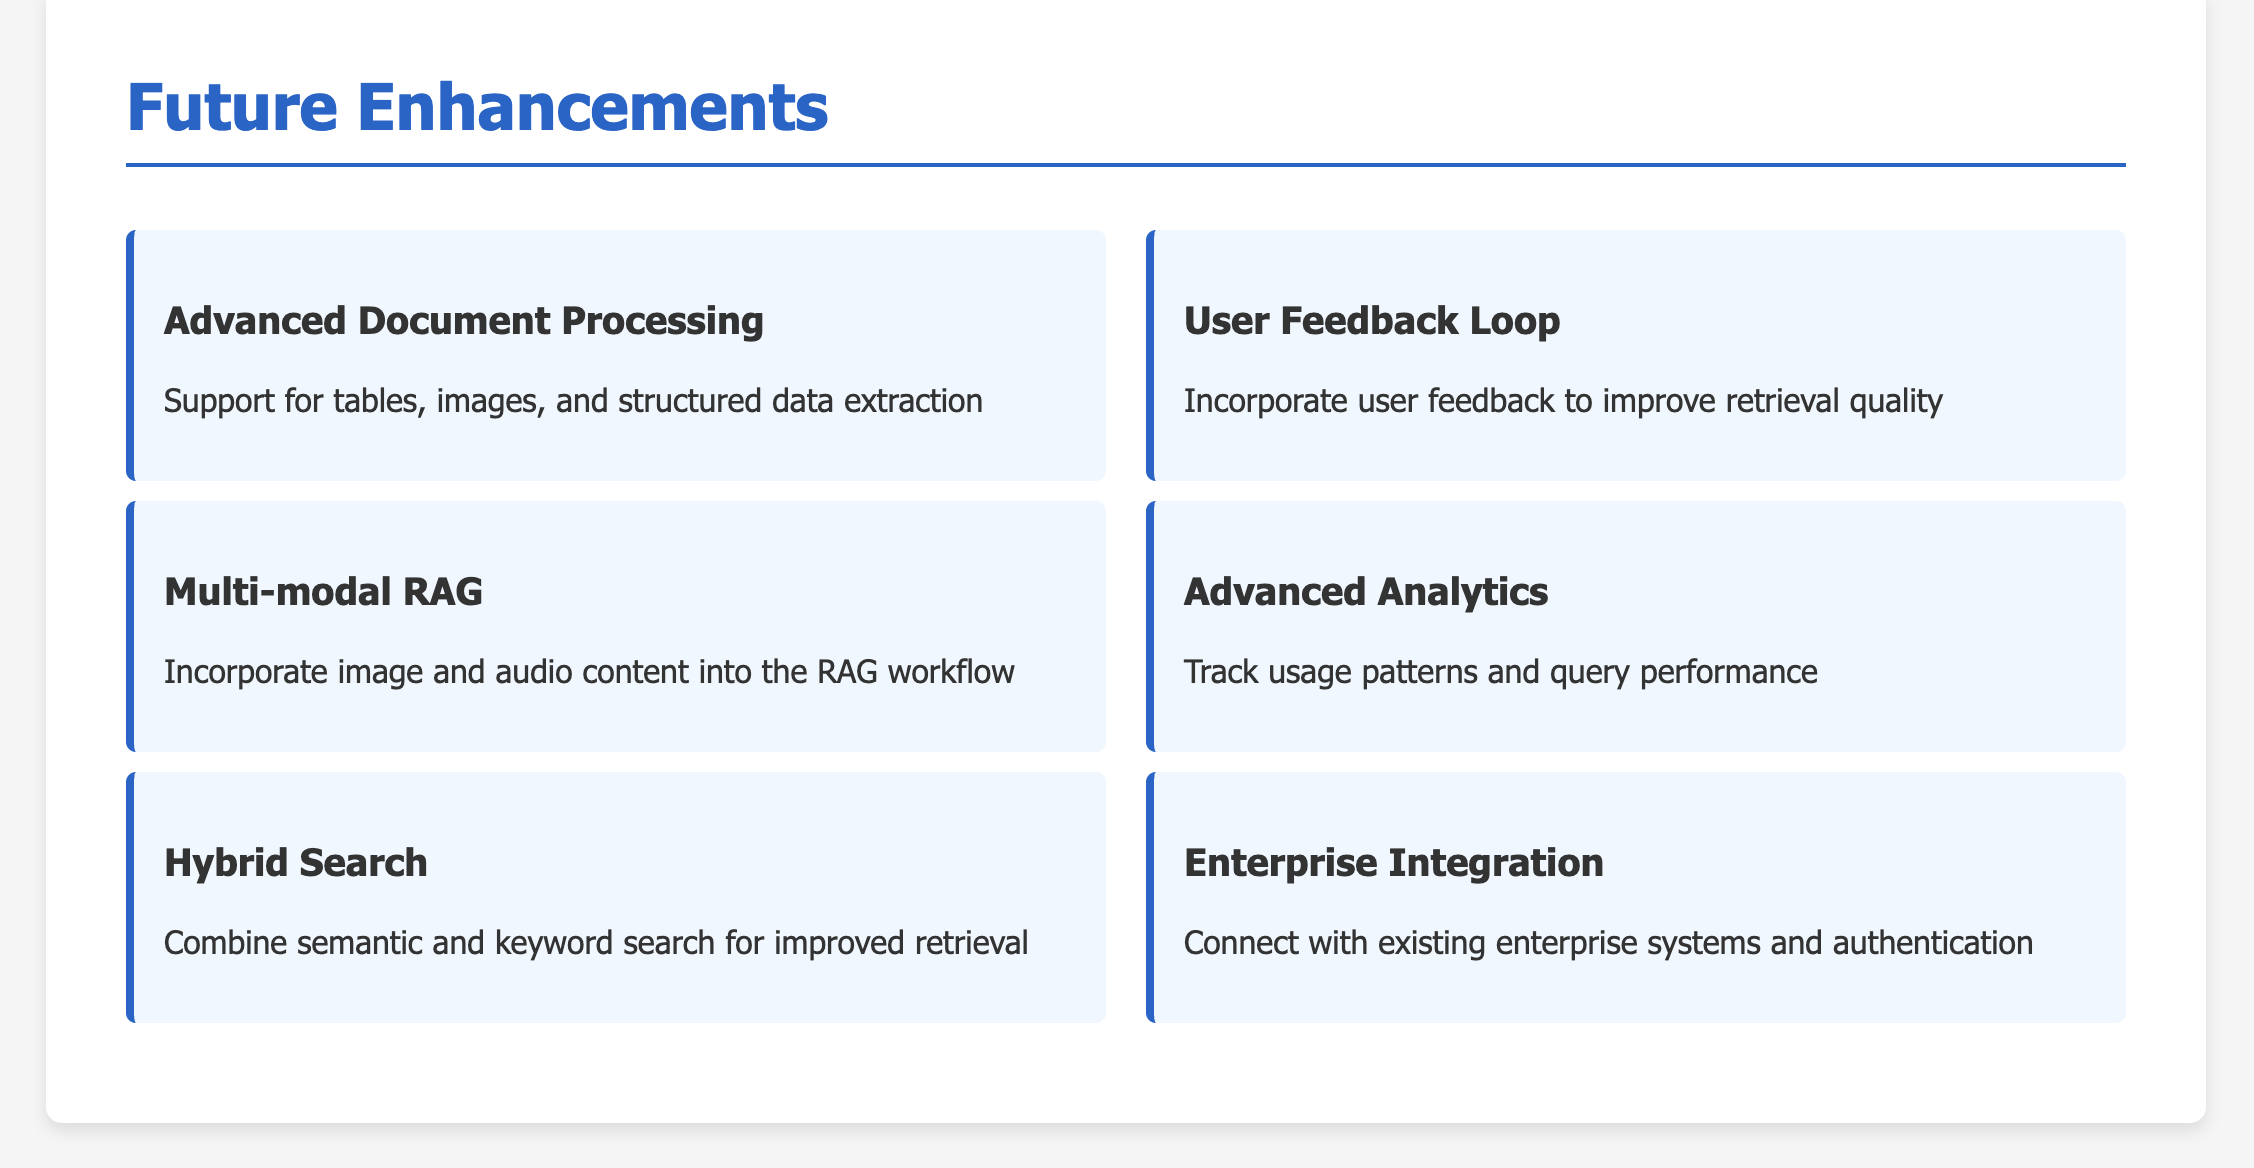 Future Enhancements
Advanced Document Processing
Support for tables, images, and structured data extraction
User Feedback Loop
Incorporate user feedback to improve retrieval quality
Multi-modal RAG
Incorporate image and audio content into the RAG workflow
Advanced Analytics
Track usage patterns and query performance
Hybrid Search
Combine semantic and keyword search for improved retrieval
Enterprise Integration
Connect with existing enterprise systems and authentication